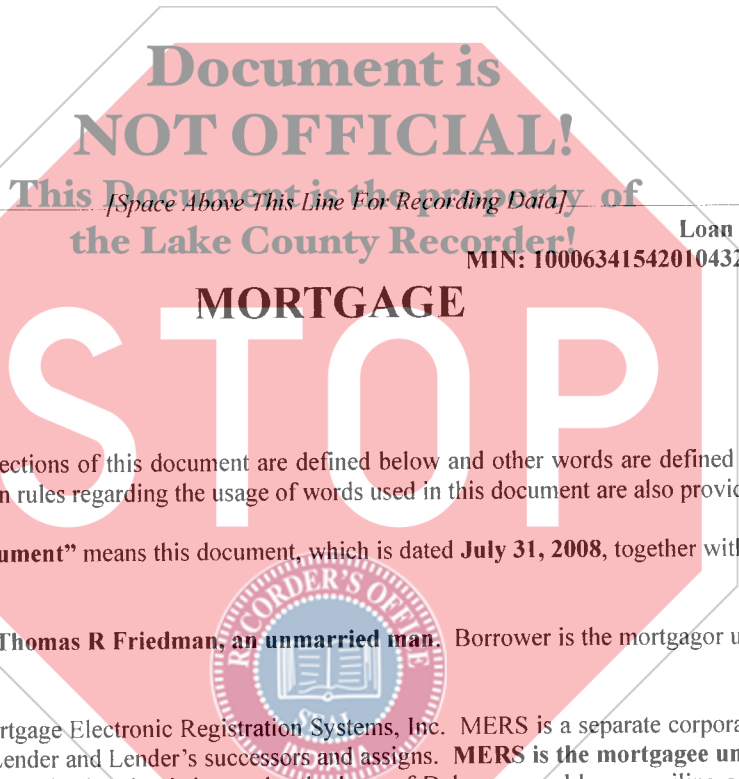 Document is
NOT OFFICIAL!
This Document is the property of
[Space Above This Line For Recording Data]
the Lake County Recorder!
Loan
MIN: 10006341542010432
MORTGAGE
STOP
ections of this document are defined below and other words are defined
n rules regarding the usage of words used in this document are also provid
ument” means this document, which is dated July 31, 2008, together with
RECORDER'S OFFICE
Thomas R Friedman, an unmarried man. Borrower is the mortgagor u
SEAL
rtgage Electronic Registration Systems, Inc. MERS is a separate corpora
Lender and Lender’s successors and assigns. MERS is the mortgagee un